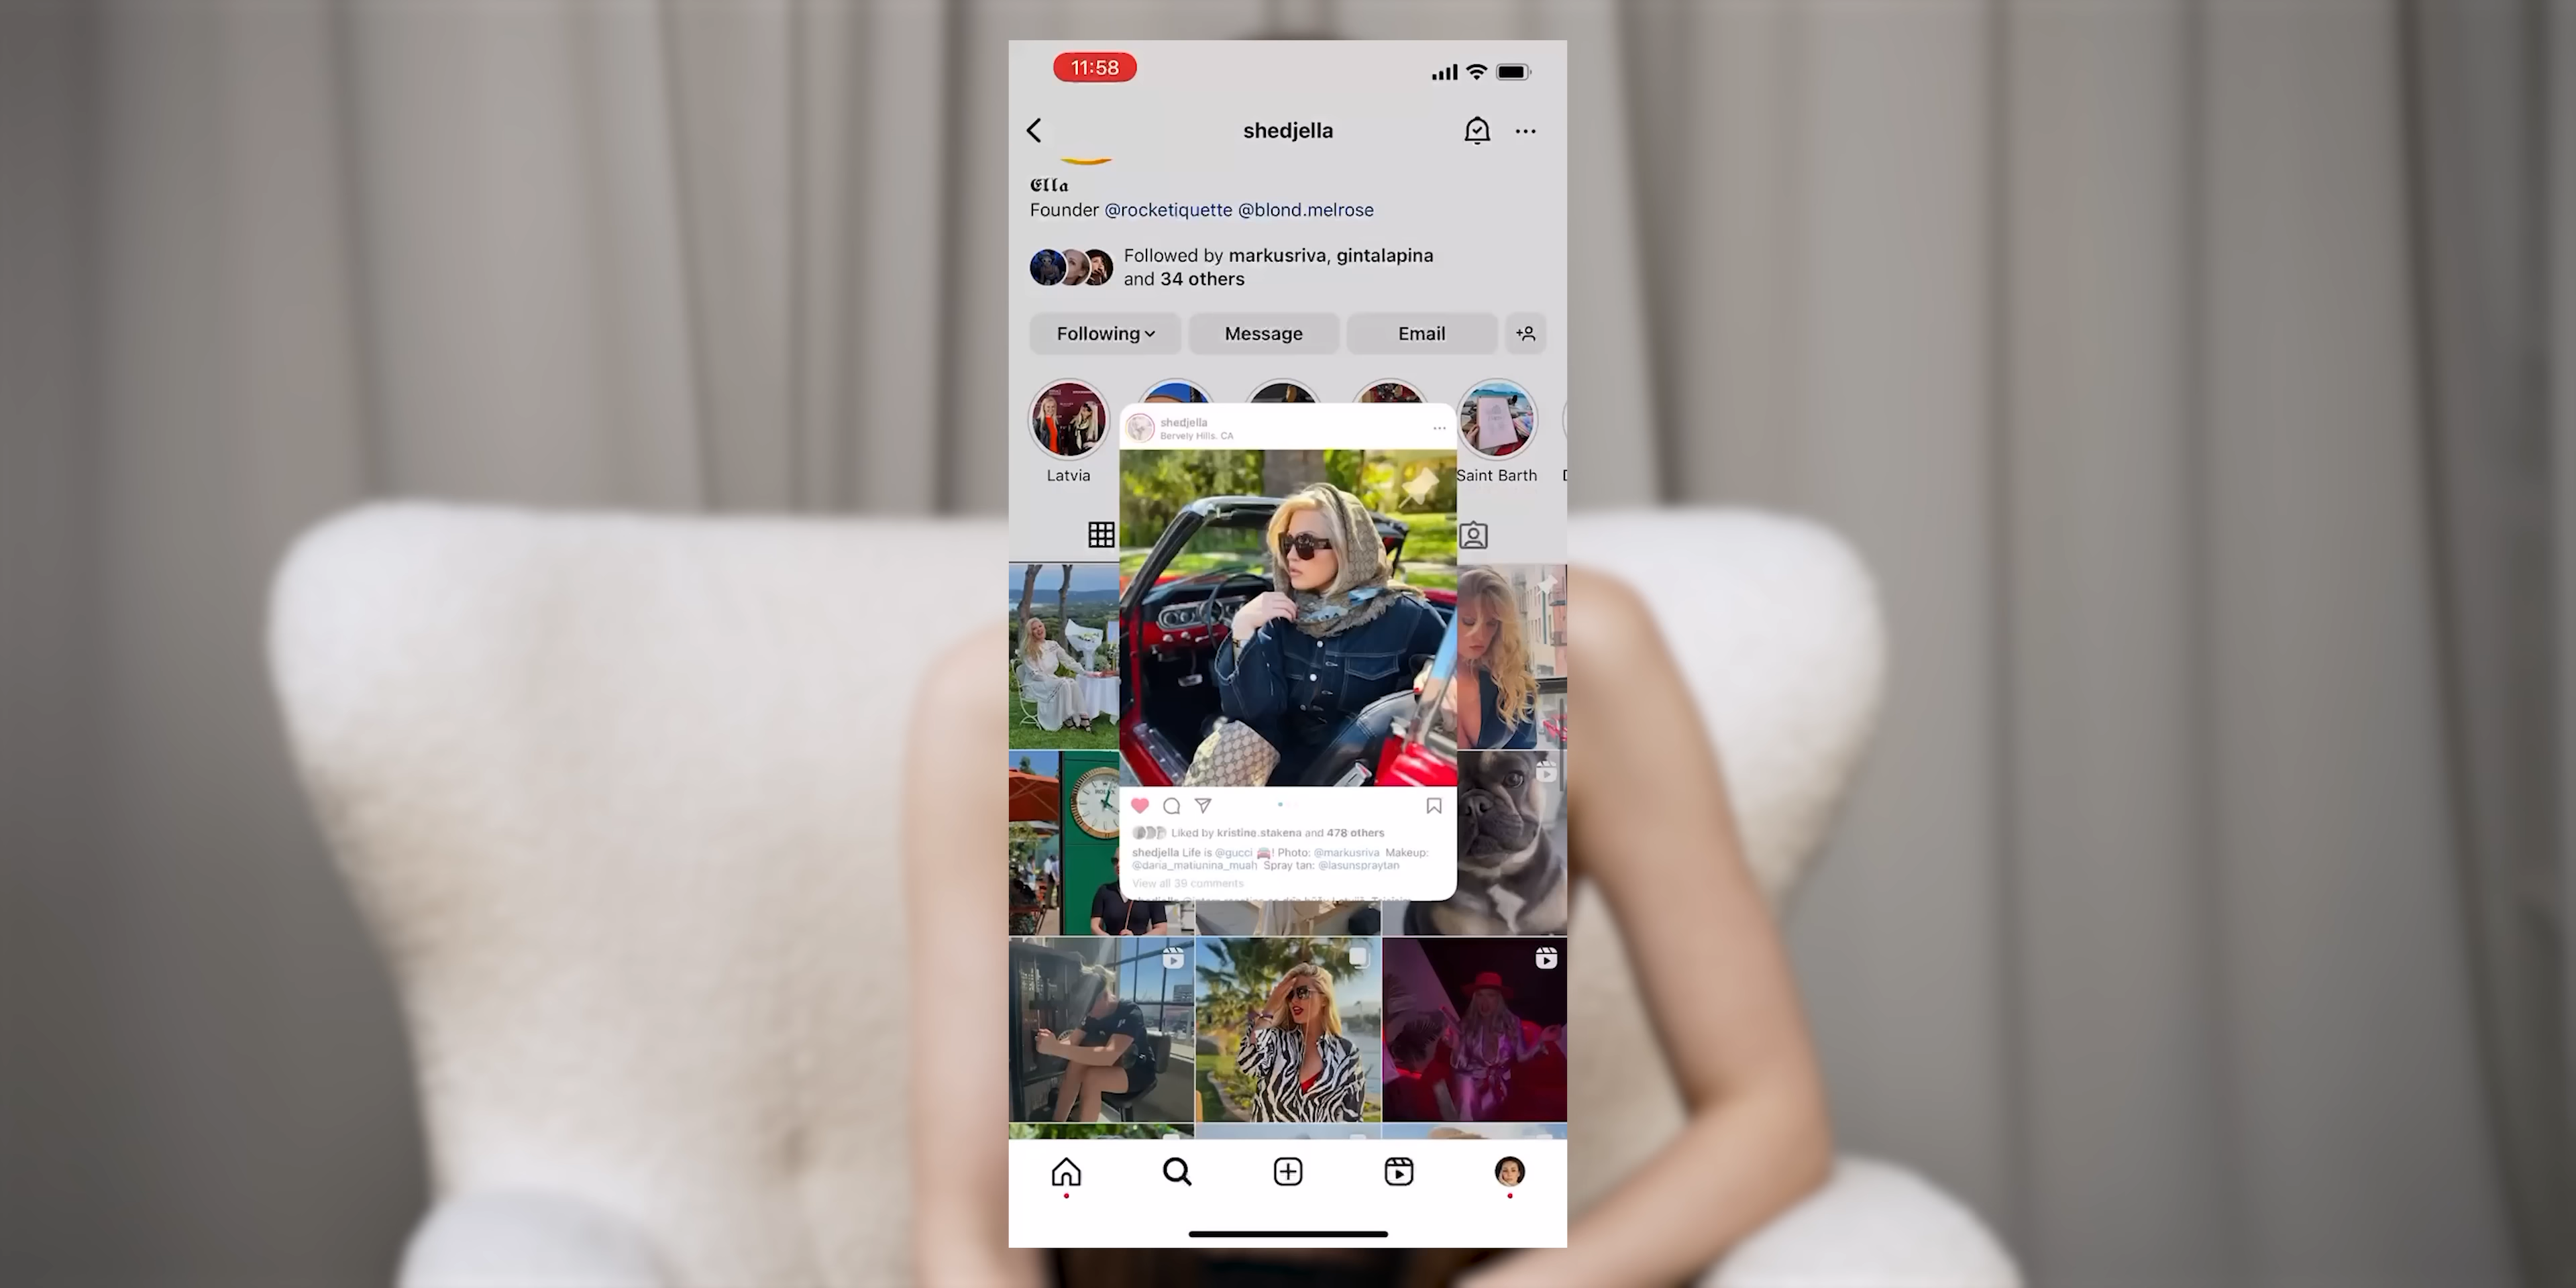 11:58
shedjella
𝕰𝖑𝖑𝖆
Founder @rocketiquette @blond.melrose
Followed by markusriva, gintalapina
and 34 others
Following
Message
Email
shedjella
Bervely Hills, CA
Latvia
Saint Barth
Liked by kristine.stakena and 478 others
shedjella Life is @gucci 🚘! Photo: @markusriva Makeup:
@daria_matiunina_muah Spray tan: @lasunspraytan
View all 39 comments